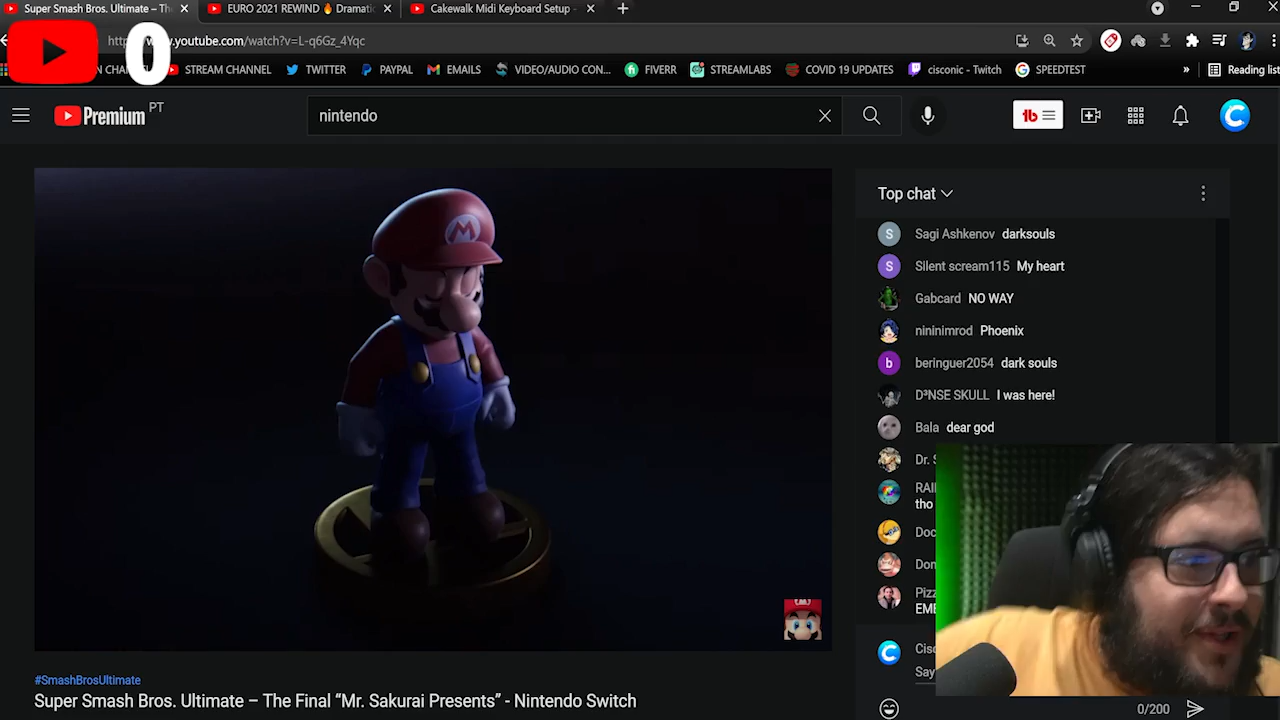 Super Smash Bros. Ultimate – The
EURO 2021 REWIND 🔥 Dramatic
Cakewalk Midi Keyboard Setup -
0
.youtube.com/watch?v=L-q6Gz_4Yqc
STREAM CHANNEL
TWITTER
PAYPAL
EMAILS
VIDEO/AUDIO CON...
FIVERR
STREAMLABS
COVID 19 UPDATES
cisconic - Twitch
SPEEDTEST
»
Reading list
Premium PT
nintendo
Top chat
Sagi Ashkenov darksouls
Silent scream115 My heart
Gabcard NO WAY
nininimrod Phoenix
beringuer2054 dark souls
D³NSE SKULL I was here!
Bala dear god
Dr.
tho
#SmashBrosUltimate
Super Smash Bros. Ultimate – The Final “Mr. Sakurai Presents” - Nintendo Switch
0/200